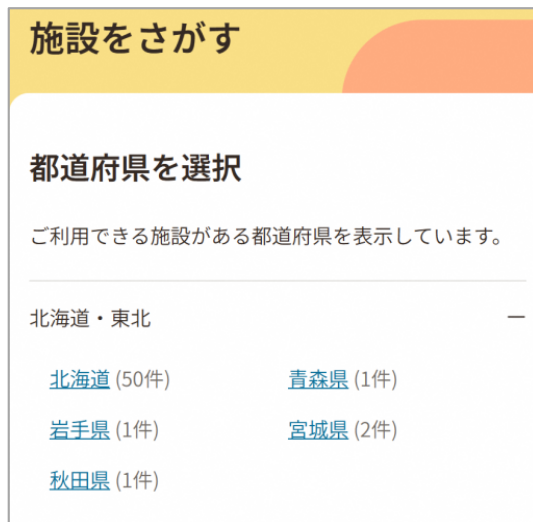 施設をさがす
都道府県を選択
ご利用できる施設がある都道府県を表示しています。
北海道・東北
北海道 (50件) 青森県 (1件)
岩手県 (1件) 宮城県 (2件)
秋田県 (1件)